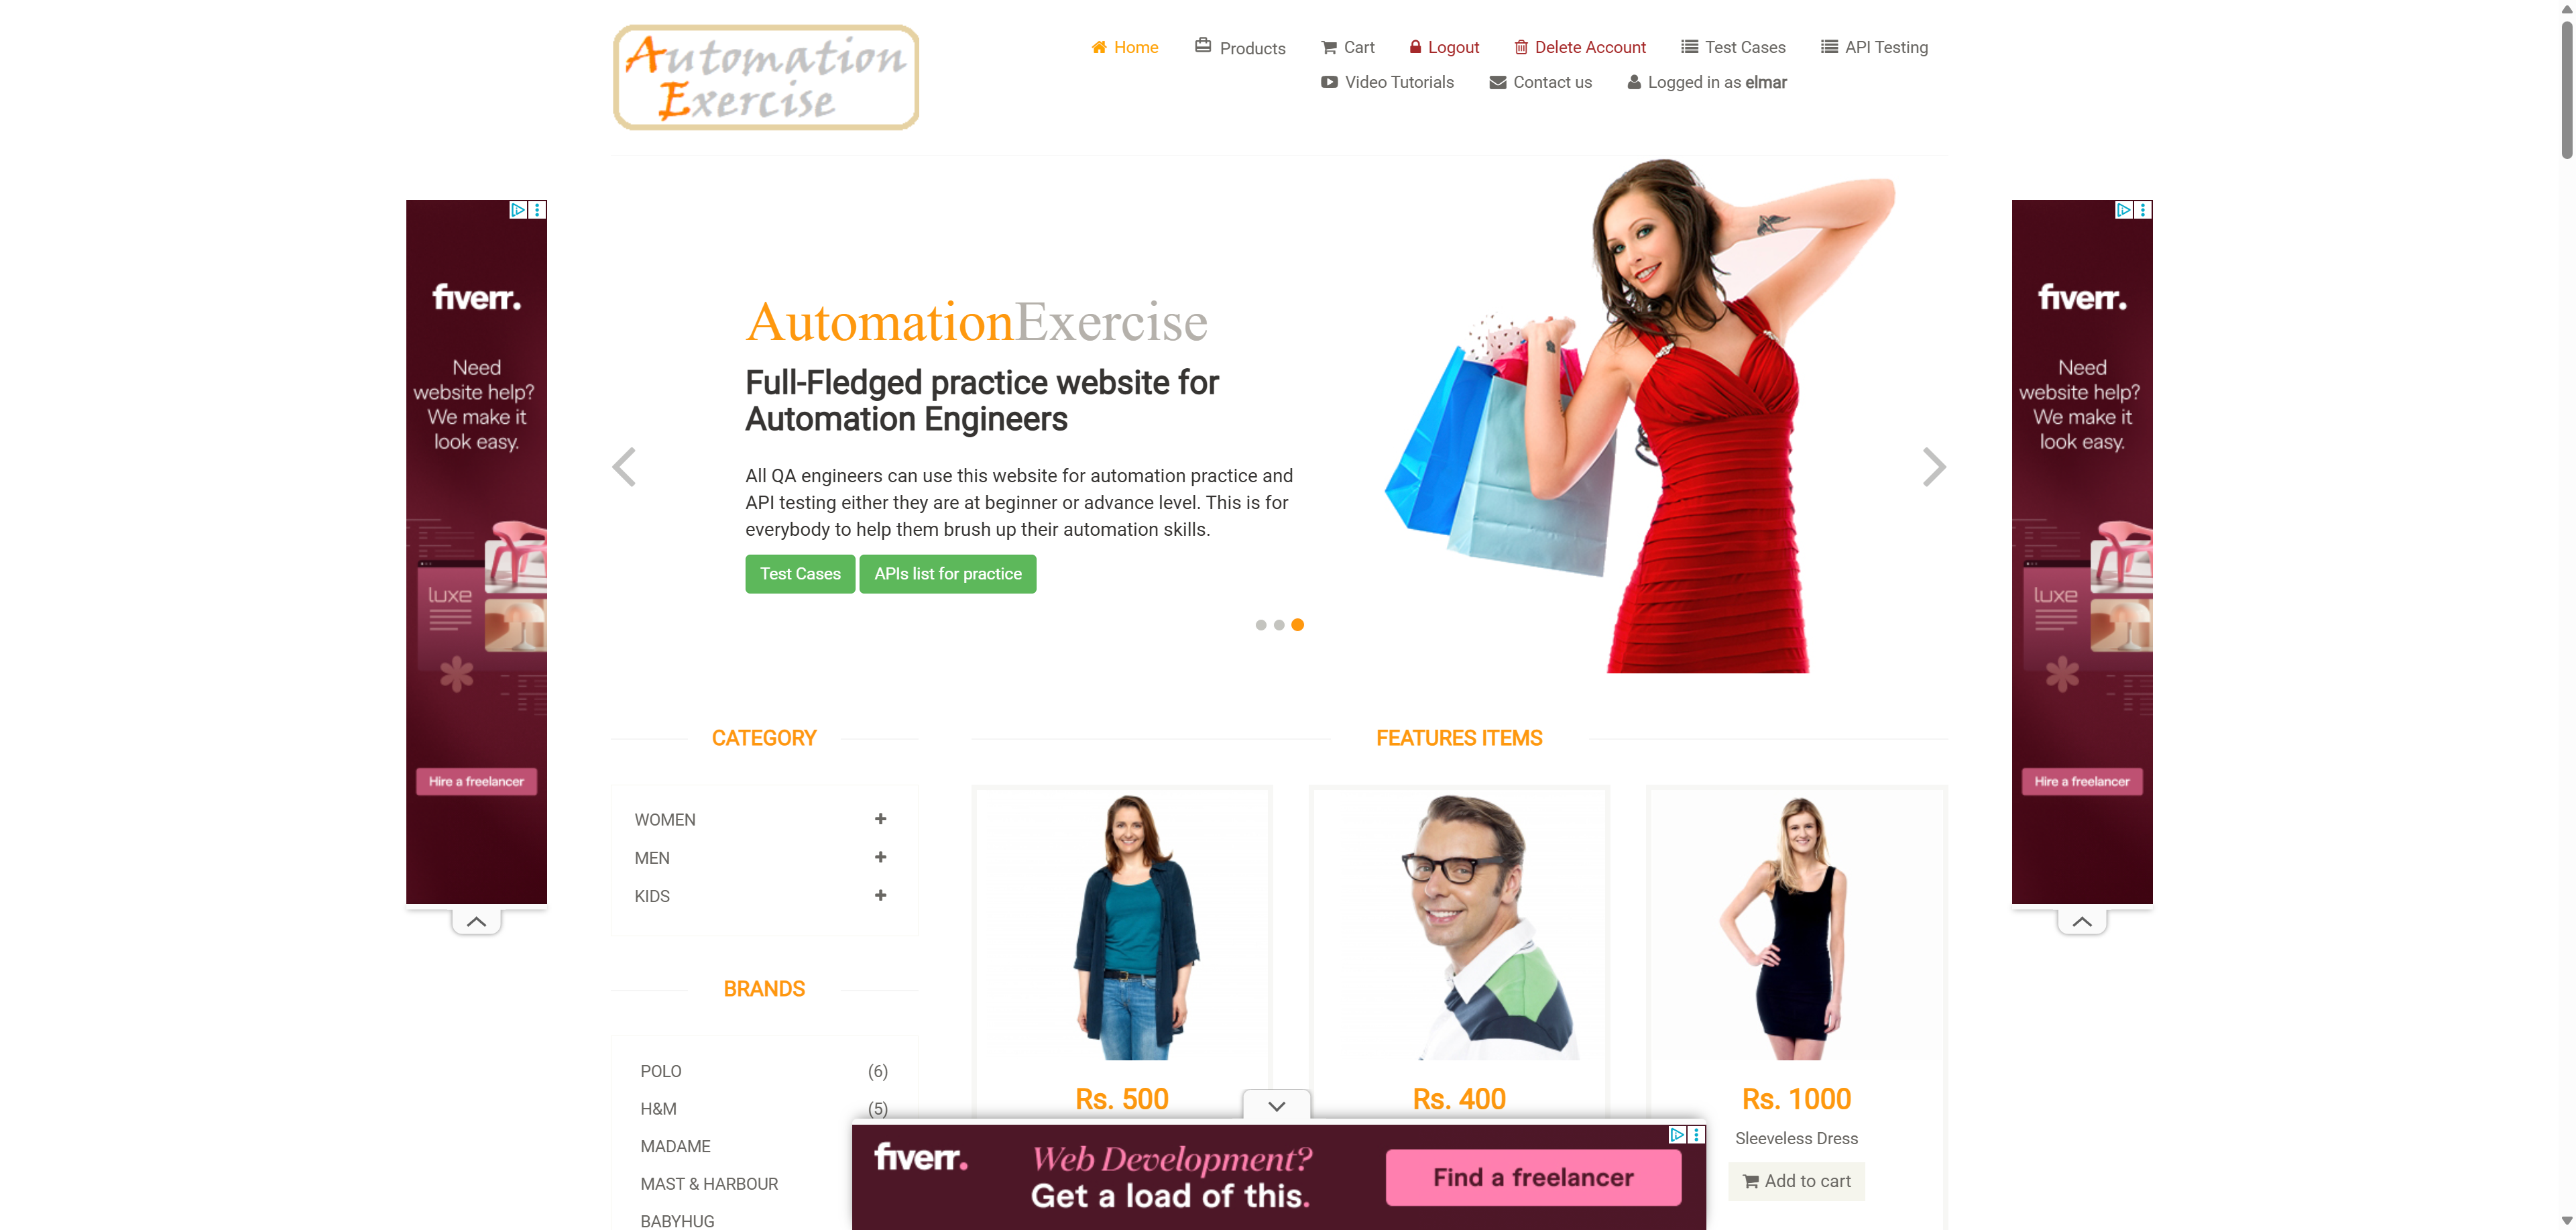 Automation
Exercise
Home
Products
Cart
Logout
Delete Account
Test Cases
API Testing
Video Tutorials
Contact us
Logged in as elmar
fiverr.
Need
website help?
We make it
look easy.
luxe
Hire a freelancer
AutomationExercise
Full-Fledged practice website for
Automation Engineers
All QA engineers can use this website for automation practice and
API testing either they are at beginner or advance level. This is for
everybody to help them brush up their automation skills.
Test Cases
APIs list for practice
fiverr.
Need
website help?
We make it
look easy.
luxe
Hire a freelancer
CATEGORY
WOMEN
MEN
KIDS
BRANDS
POLO (6)
H&M (5)
MADAME
MAST & HARBOUR
BABYHUG
FEATURES ITEMS
Rs. 500
Rs. 400
Rs. 1000
Sleeveless Dress
Add to cart
fiverr.
Web Development?
Get a load of this.
Find a freelancer